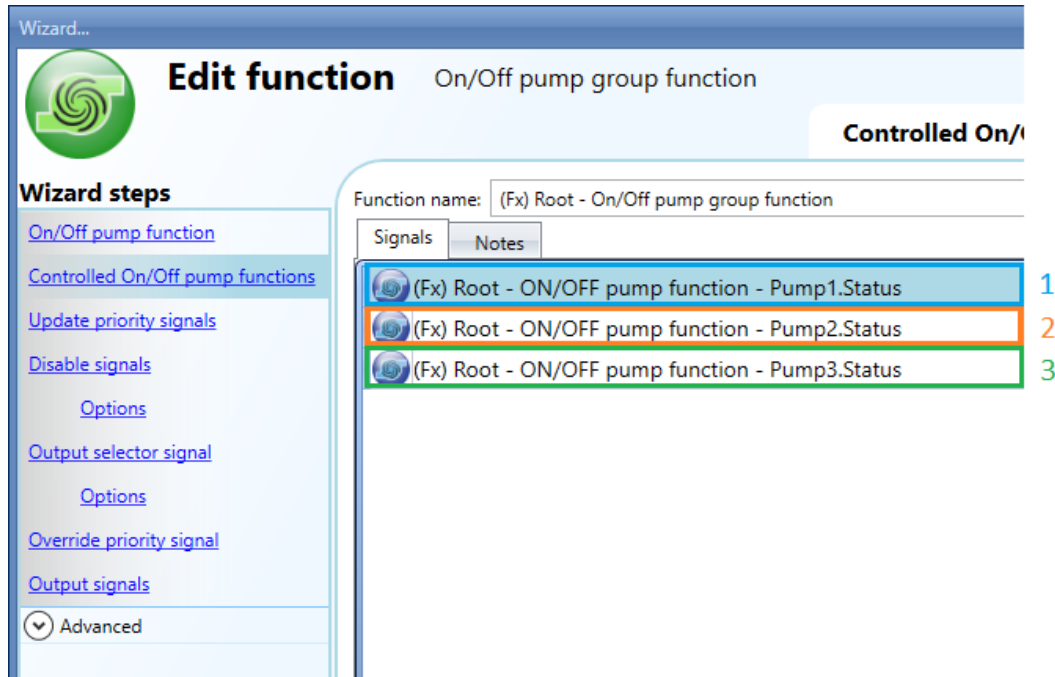 Wizard...
Edit function On/Off pump group function
Controlled On/
Wizard steps
On/Off pump function
Controlled On/Off pump functions
Update priority signals
Disable signals
Options
Output selector signal
Options
Override priority signal
Output signals
Advanced
Function name: (Fx) Root - On/Off pump group function
Signals Notes
(Fx) Root - ON/OFF pump function - Pump1.Status 1
(Fx) Root - ON/OFF pump function - Pump2.Status 2
(Fx) Root - ON/OFF pump function - Pump3.Status 3